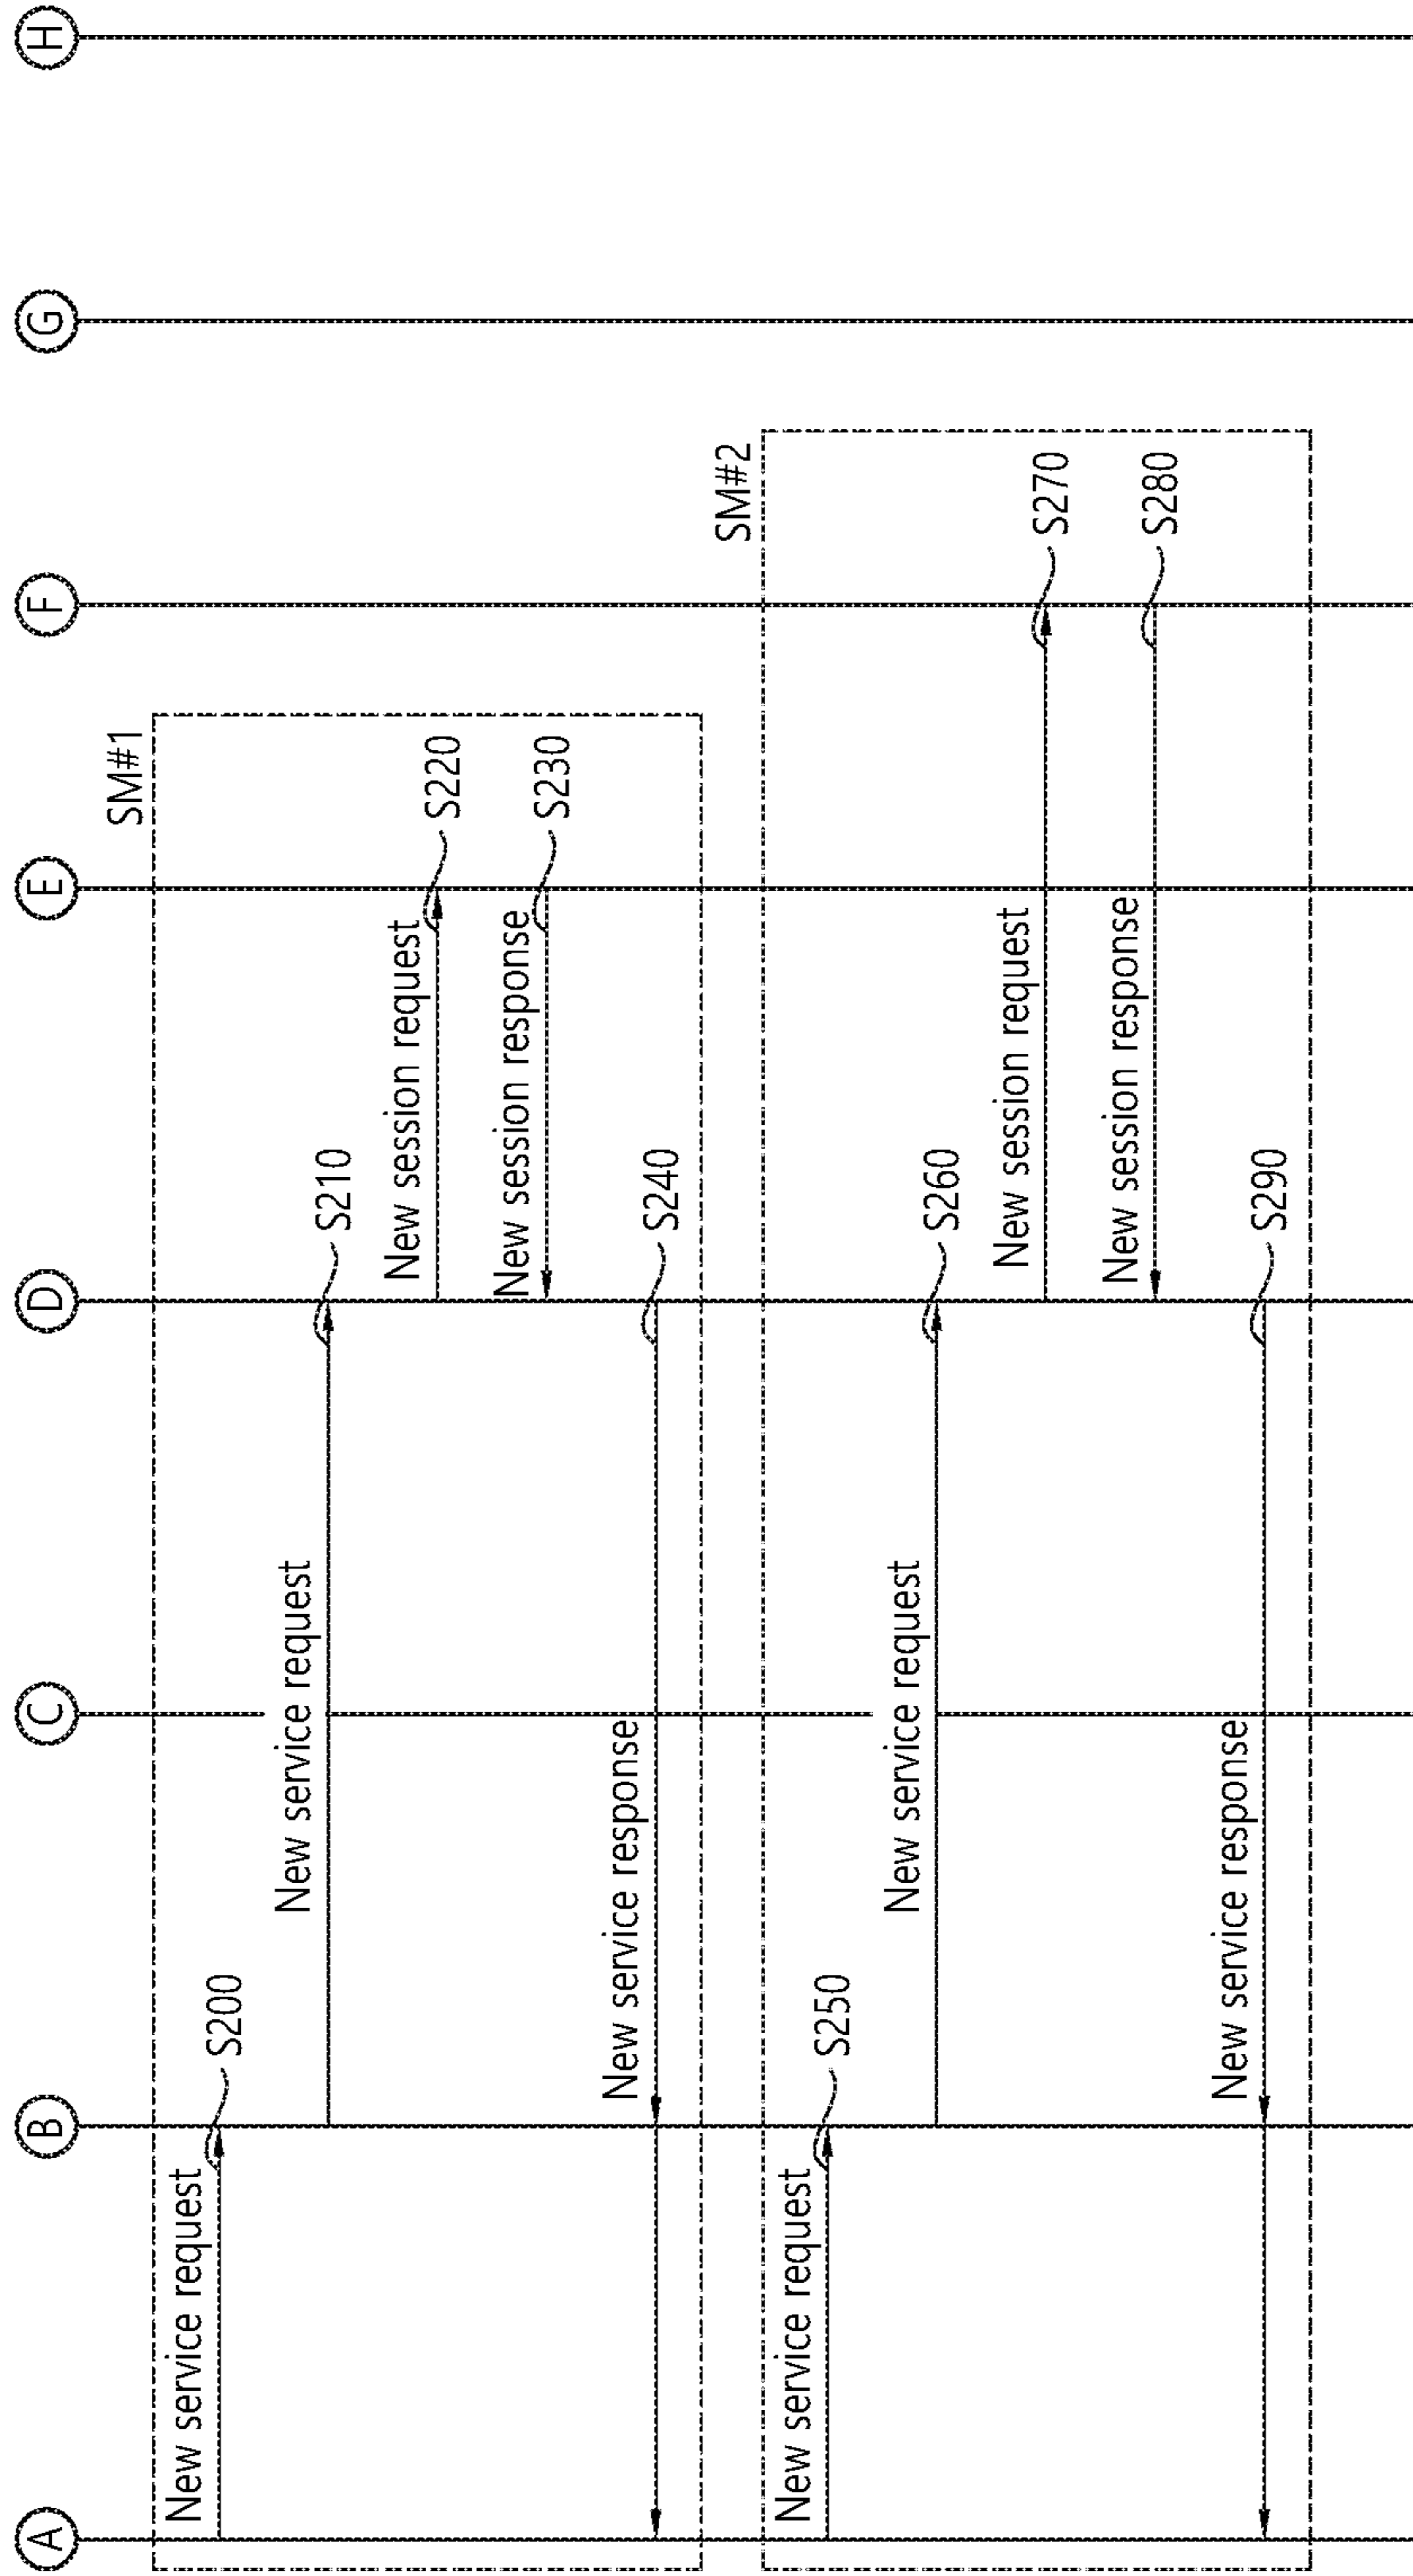 A
B
C
D
E
F
G
H
SM#1
New service request
S200
New service request
S210
New session request
S220
New session response
S230
New service response
S240
SM#2
New service request
S250
New service request
S260
New session request
S270
New session response
S280
New service response
S290